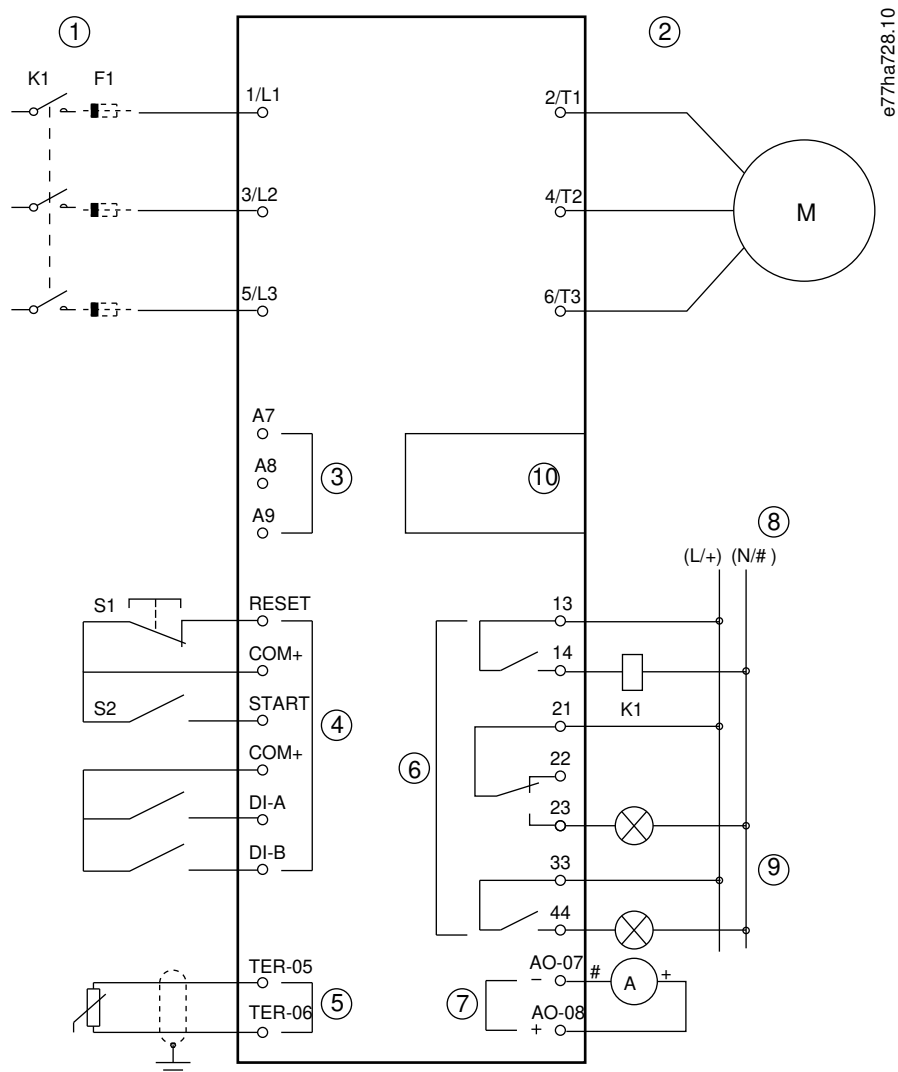 1
2
e77ha728.10
K1
F1
1/L1
2/T1
3/L2
4/T2
M
5/L3
6/T3
A7
A8
3
10
A9
8
(L/+) (N/# )
S1
RESET
13
COM+
14
S2
START
K1
21
4
COM+
22
6
DI-A
23
DI-B
33
9
44
TER-05
AO-07
# A +
−
5
7
TER-06
AO-08
+